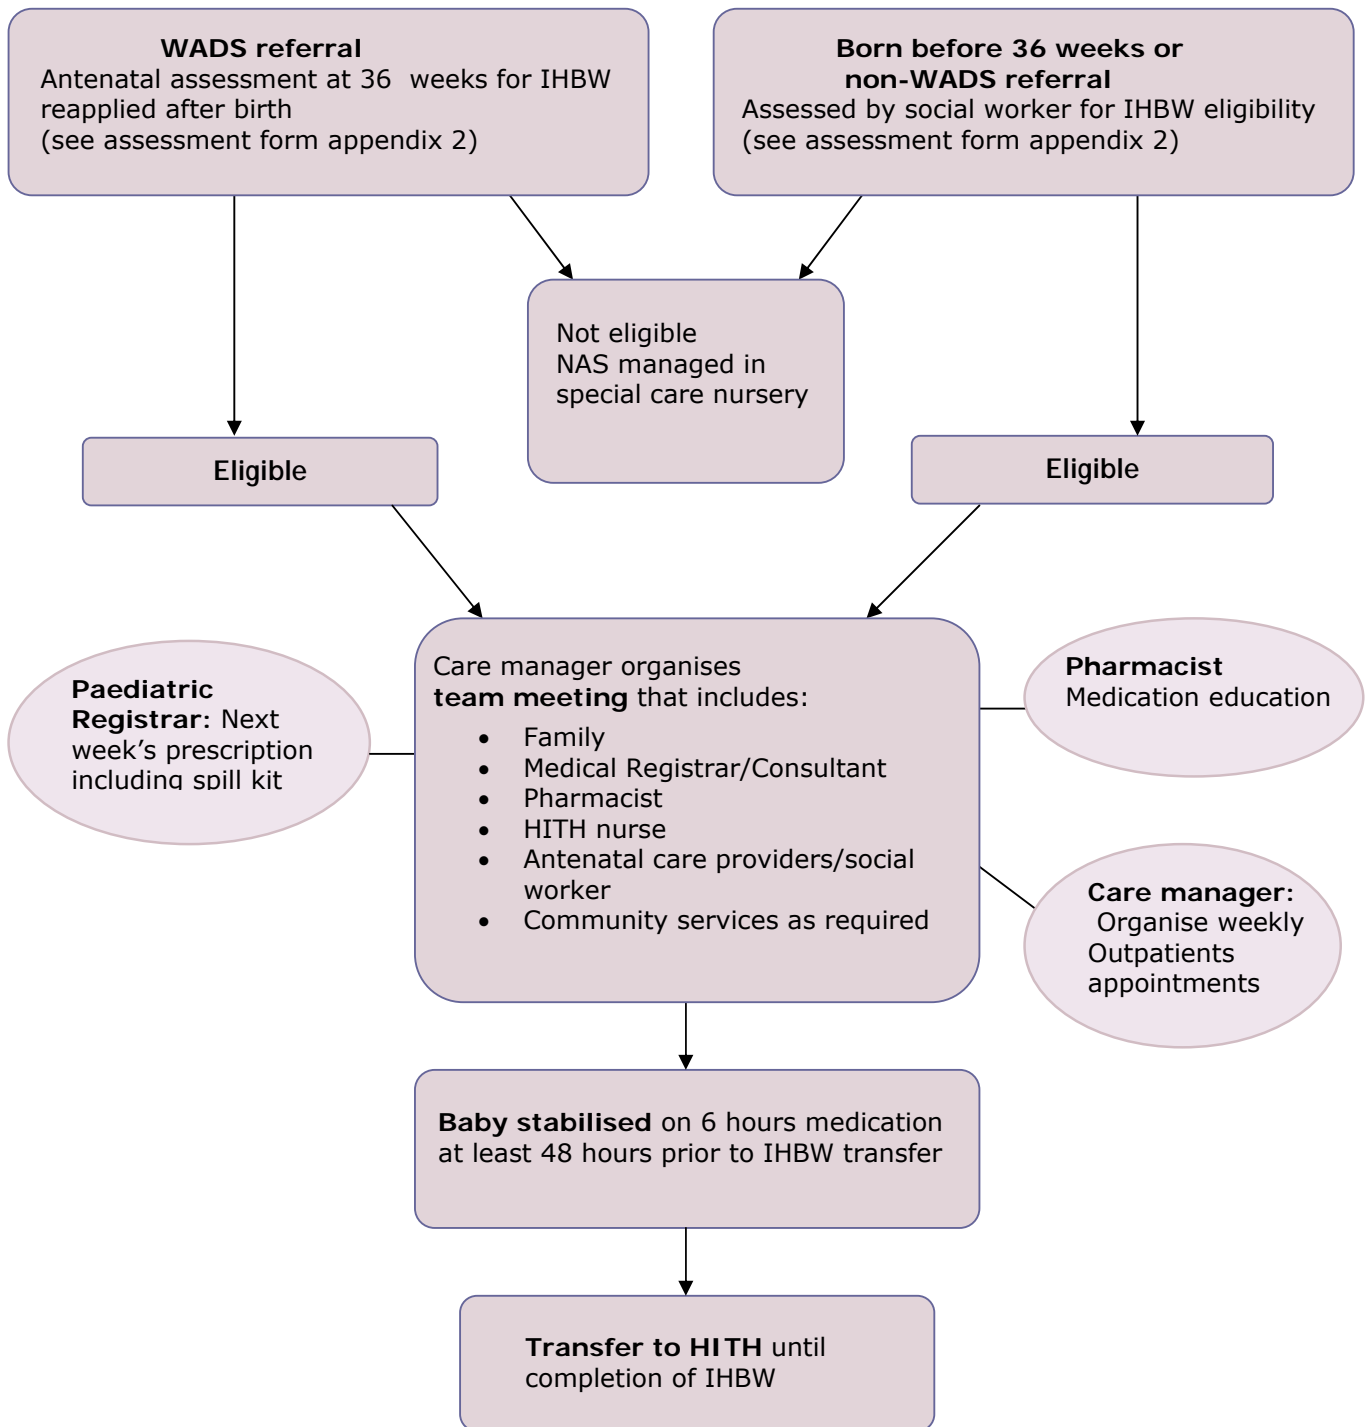 WADS referral
Antenatal assessment at 36 weeks for IHBW
reapplied after birth
(see assessment form appendix 2)
Born before 36 weeks or
non-WADS referral
Assessed by social worker for IHBW eligibility
(see assessment form appendix 2)
Not eligible
NAS managed in
special care nursery
Eligible
Eligible
Paediatric
Registrar: Next
week's prescription
including spill kit
Care manager organises
team meeting that includes:
• Family
• Medical Registrar/Consultant
• Pharmacist
• HITH nurse
• Antenatal care providers/social
worker
• Community services as required
Pharmacist
Medication education
Care manager:
Organise weekly
Outpatients
appointments
Baby stabilised on 6 hours medication
at least 48 hours prior to IHBW transfer
Transfer to HITH until
completion of IHBW